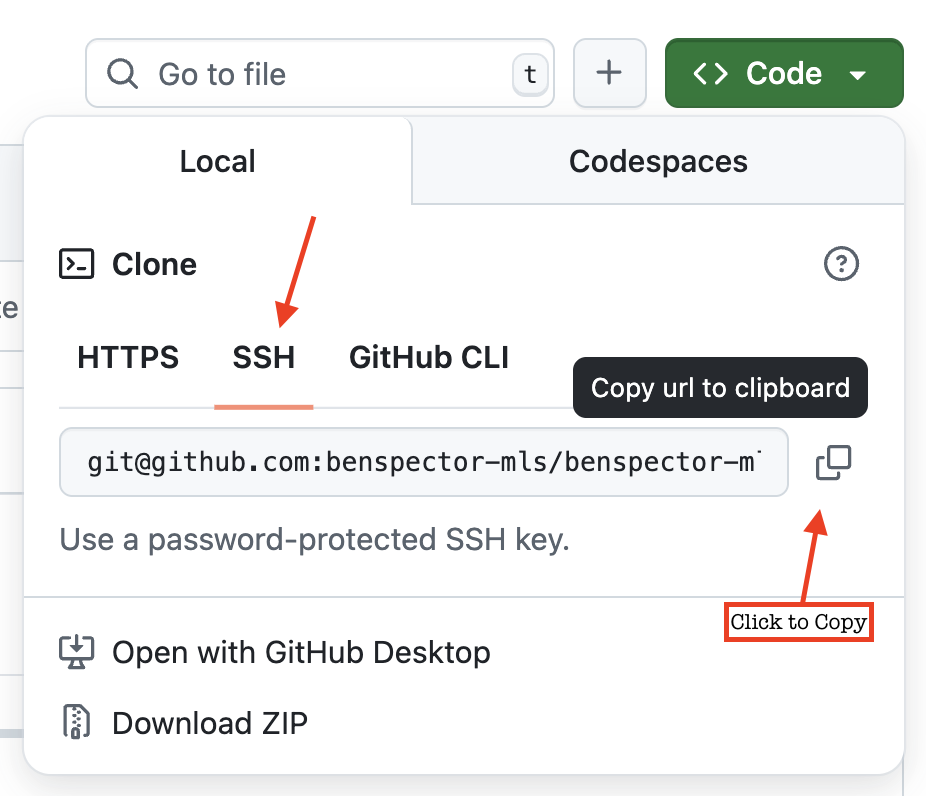 Go to file
t
Code
Local
Codespaces
Clone
HTTPS
SSH
GitHub CLI
Copy url to clipboard
git@github.com:benspector-mls/benspector-m
Use a password-protected SSH key.
Click to Copy
Open with GitHub Desktop
Download ZIP